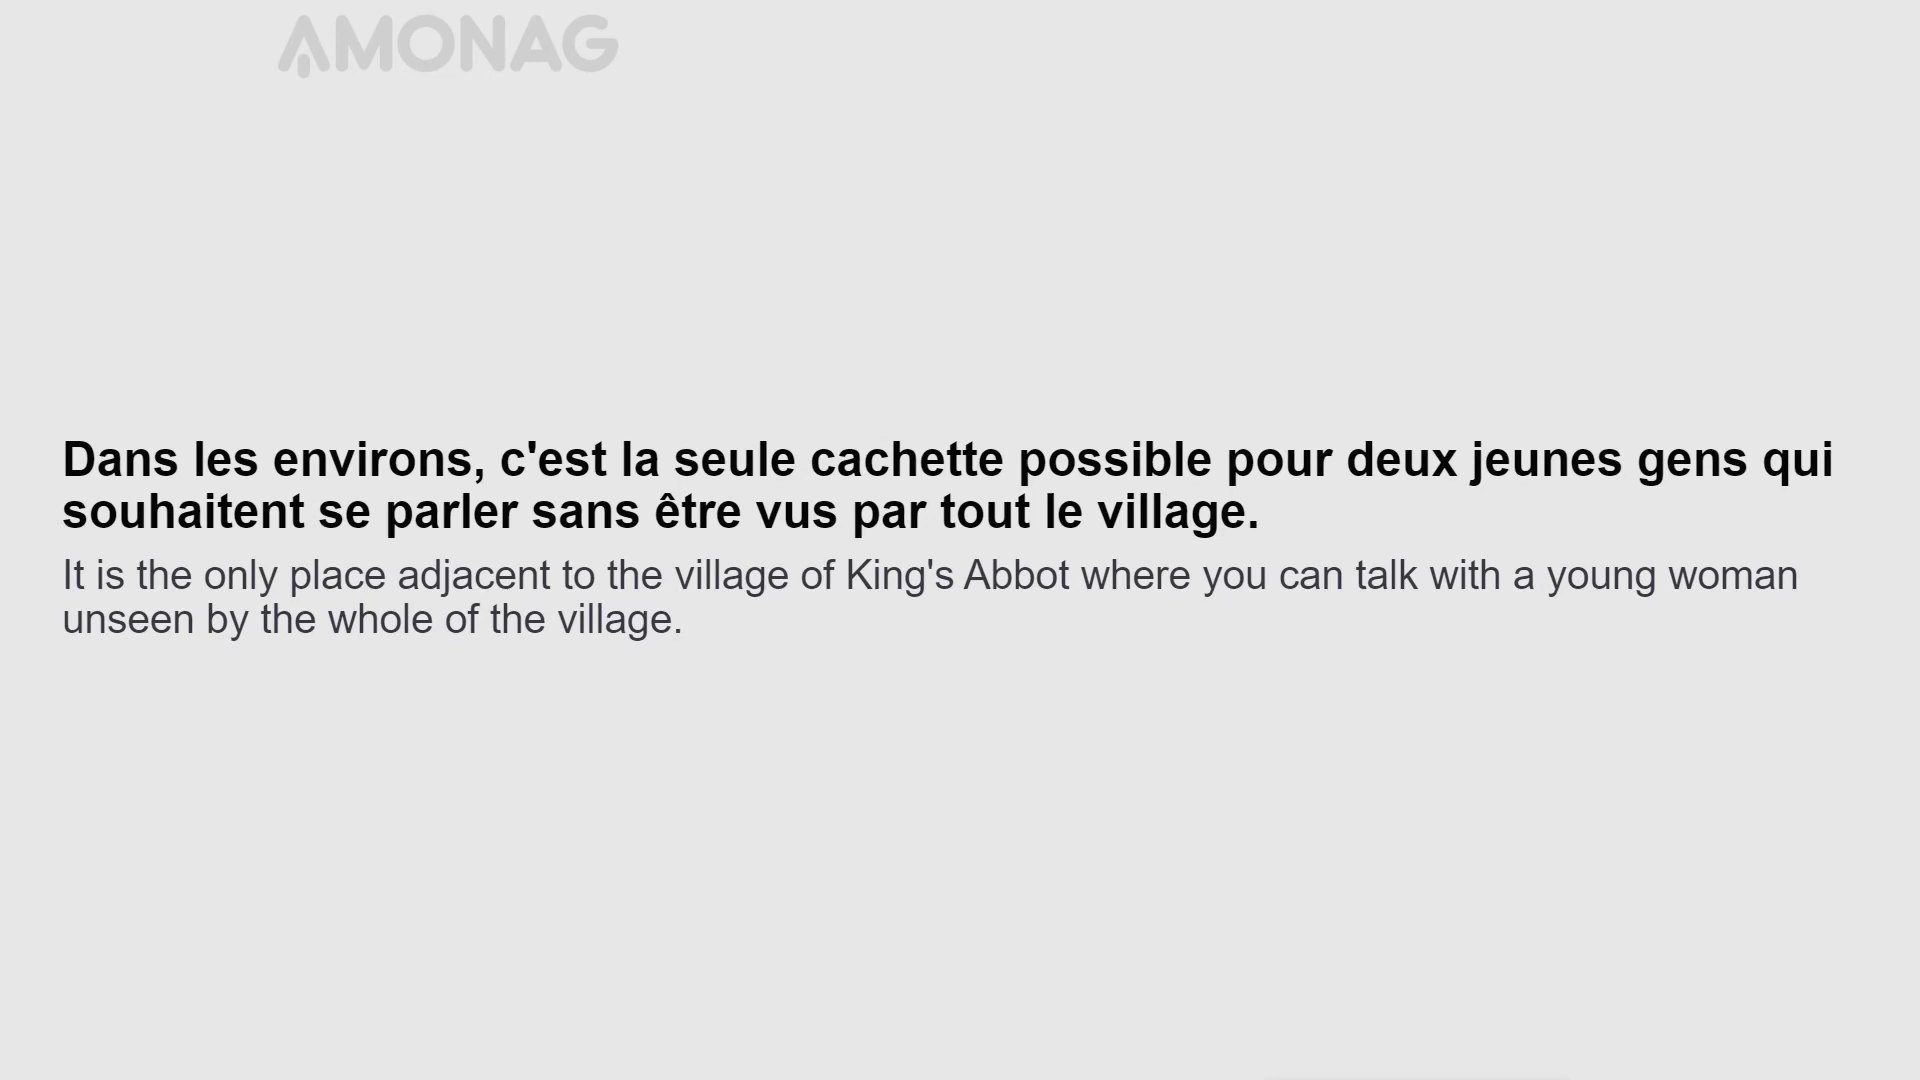 AMONAG
Dans les environs, c'est la seule cachette possible pour deux jeunes gens qui
souhaitent se parler sans être vus par tout le village.
It is the only place adjacent to the village of King's Abbot where you can talk with a young woman
unseen by the whole of the village.